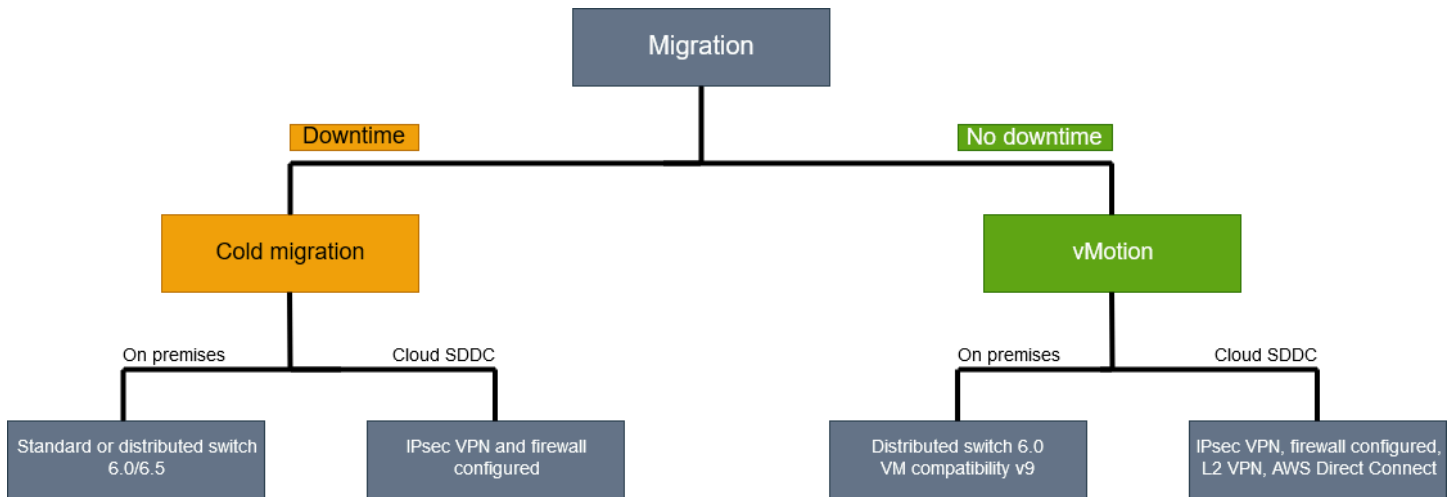 Migration
Downtime
No downtime
Cold migration
vMotion
On premises
Cloud SDDC
On premises
Cloud SDDC
Standard or distributed switch
6.0/6.5
IPsec VPN and firewall
configured
Distributed switch 6.0
VM compatibility v9
IPsec VPN, firewall configured,
L2 VPN, AWS Direct Connect